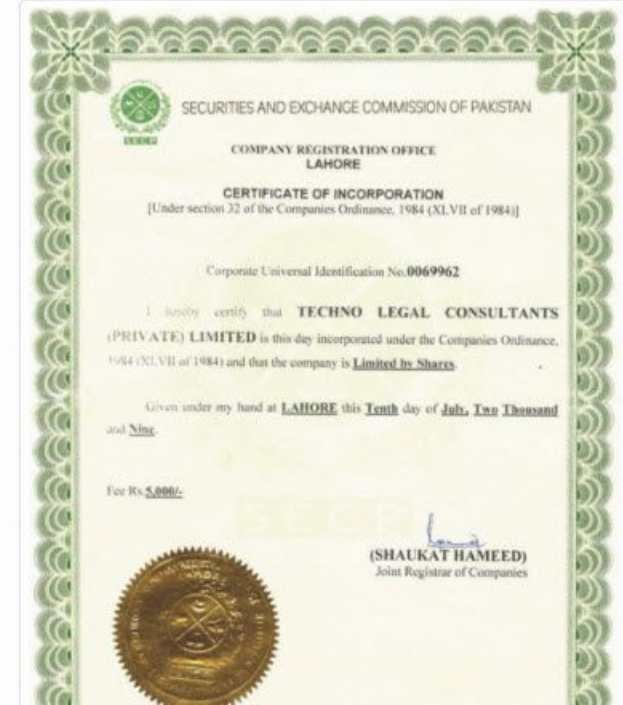 SECURITIES AND EXCHANGE COMMISSION OF PAKISTAN
SECP
COMPANY REGISTRATION OFFICE
LAHORE
CERTIFICATE OF INCORPORATION
[Under section 32 of the Companies Ordinance, 1984 (XLVII of 1984)]
Corporate Universal Identification No.0069962
I hereby certify that TECHNO LEGAL CONSULTANTS
(PRIVATE) LIMITED is this day incorporated under the Companies Ordinance,
1984 (XLVII of 1984) and that the company is Limited by Shares.
Given under my hand at LAHORE this Tenth day of July, Two Thousand
and Nine.
Fee Rs.5,000/-
SECP
(SHAUKAT HAMEED)
Joint Registrar of Companies